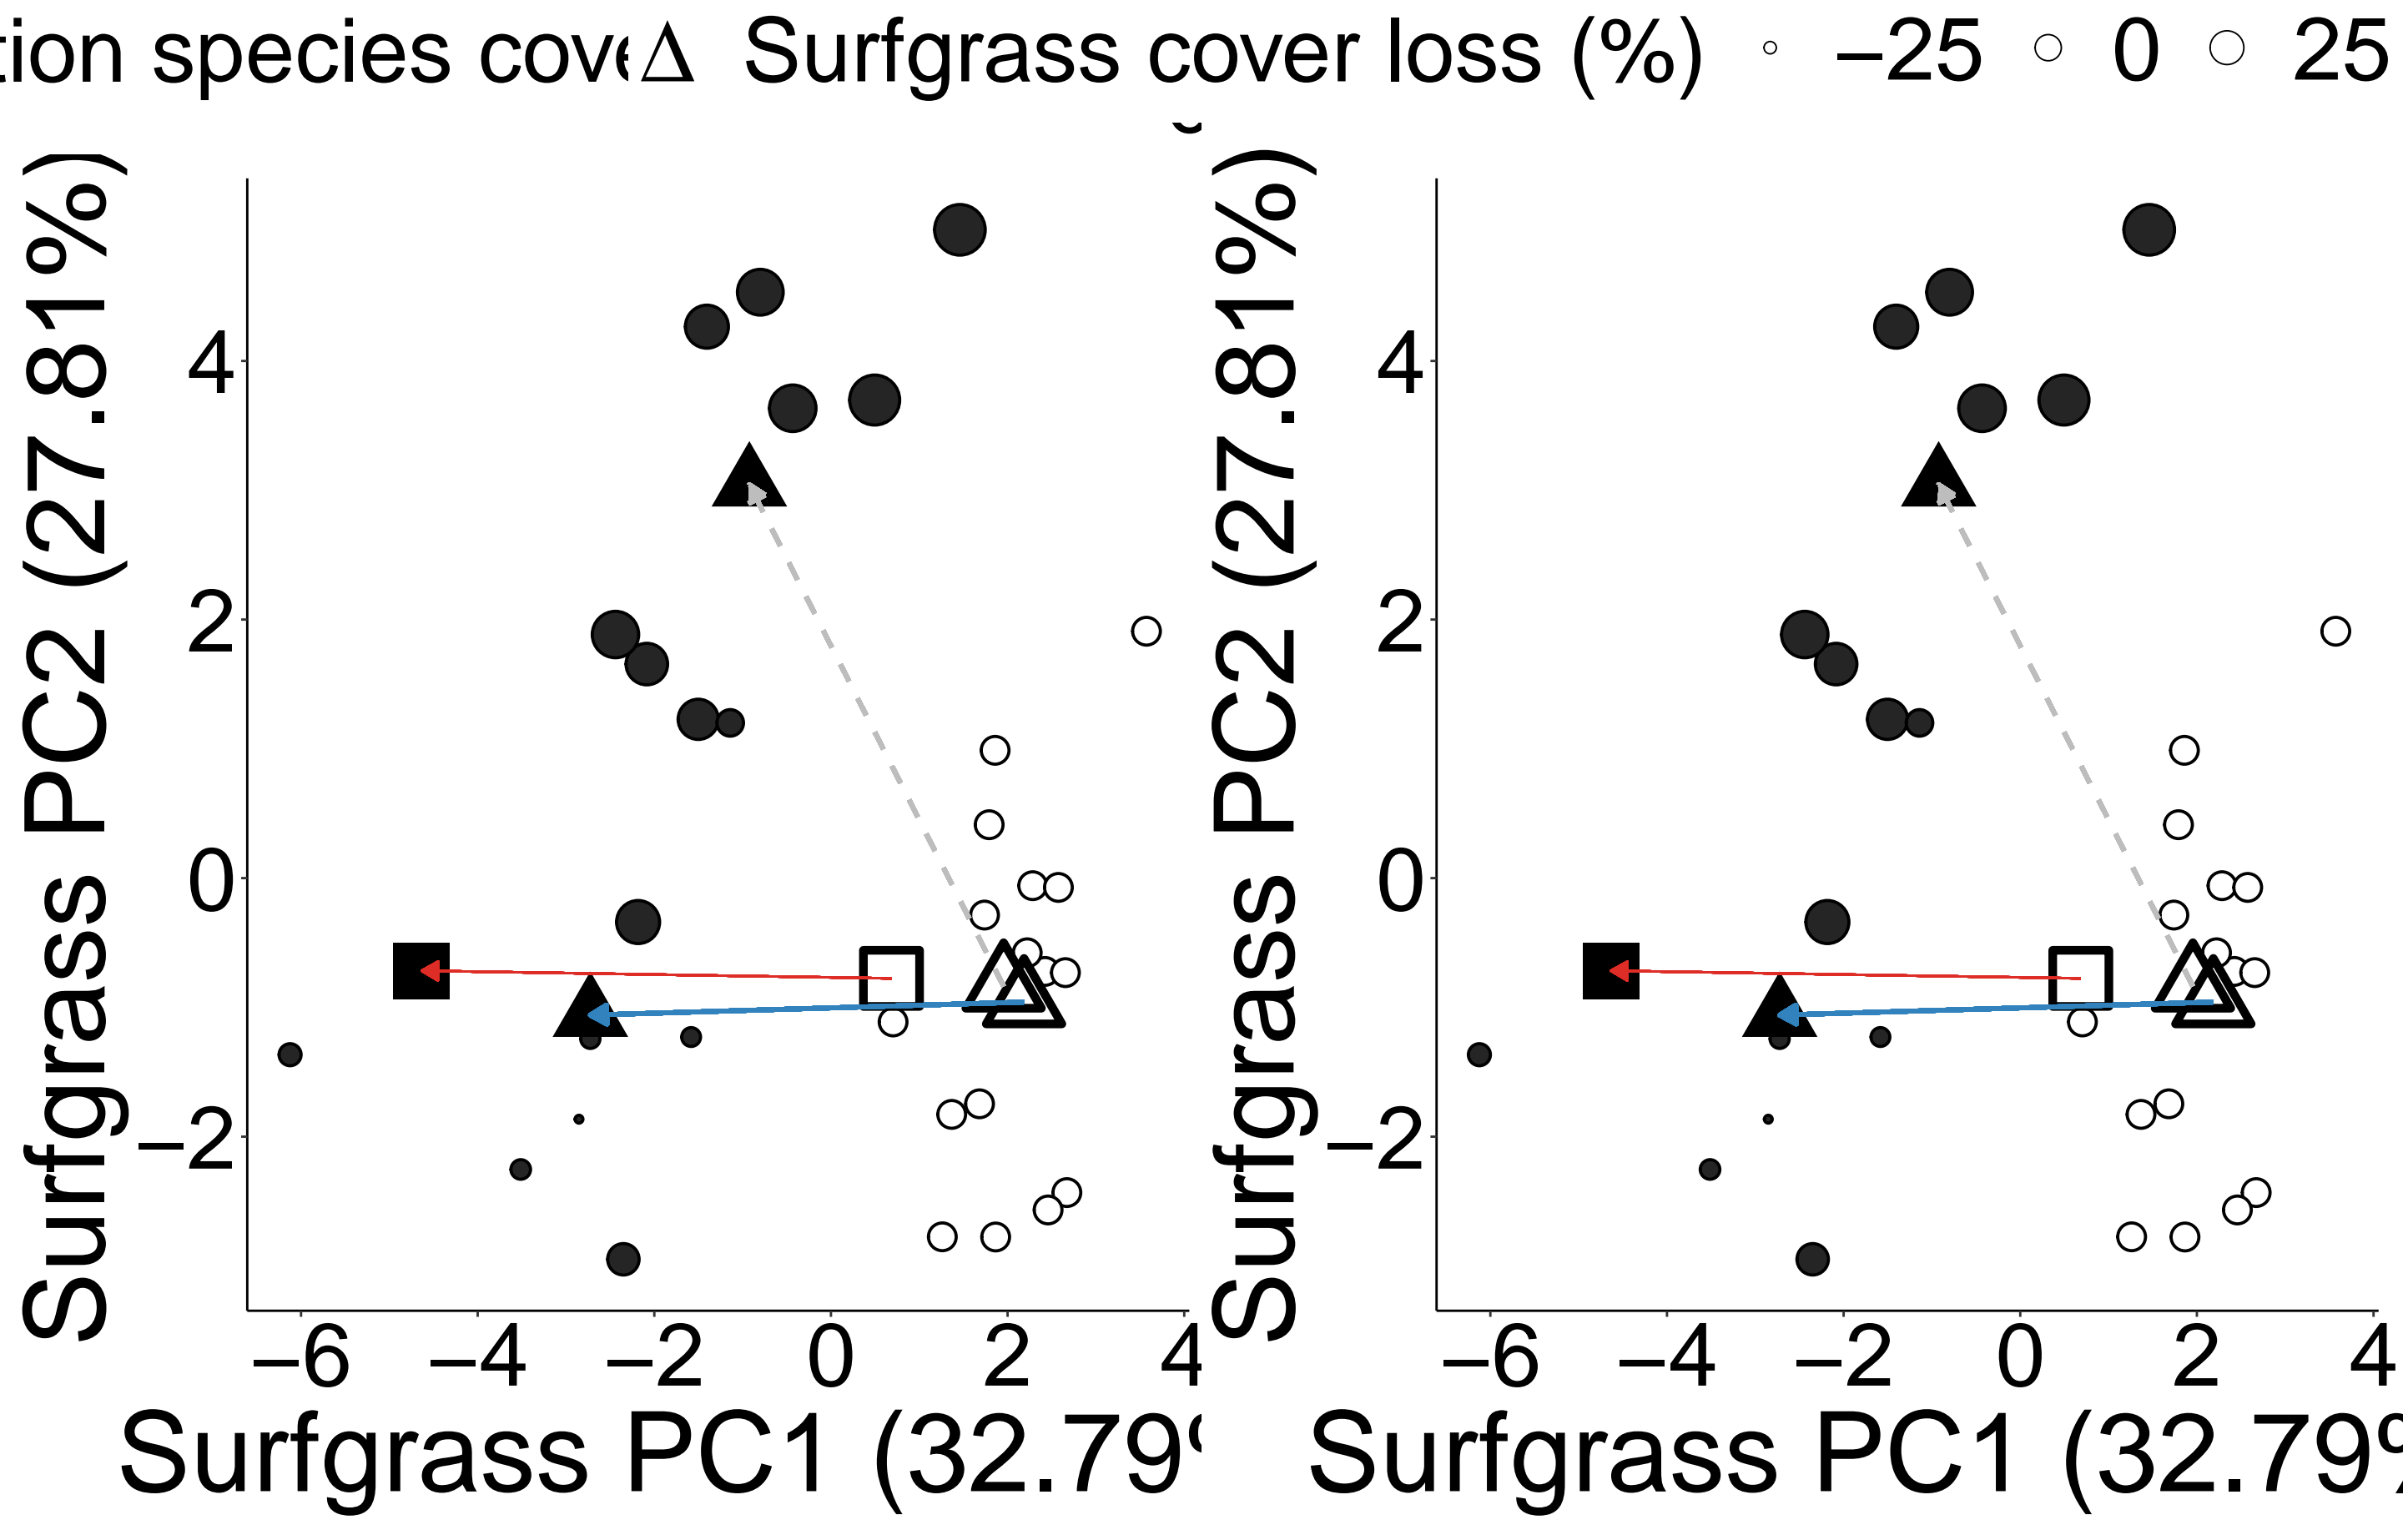 species Surfgrass cover loss (%) −25 0 25
Surfgrass PC2 (27.81%)
4
2
0
−2
−6 −4 −2 0 2 4
Surfgrass PC1 (32.79
Surfgrass PC2 (27.81%)
4
2
0
−2
−6 −4 −2 0 2 4
Surfgrass PC1 (32.79%